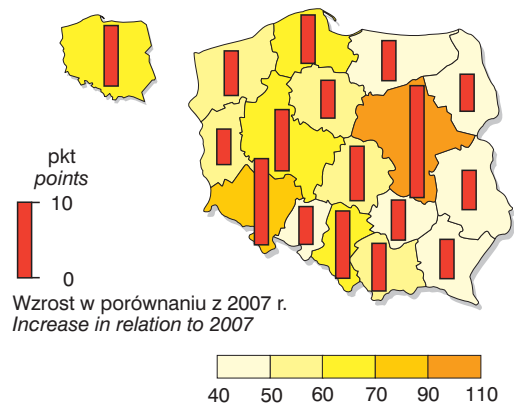 pkt
points
10
0
Wzrost w porównaniu z 2007 r.
Increase in relation to 2007
40 50 60 70 90 110